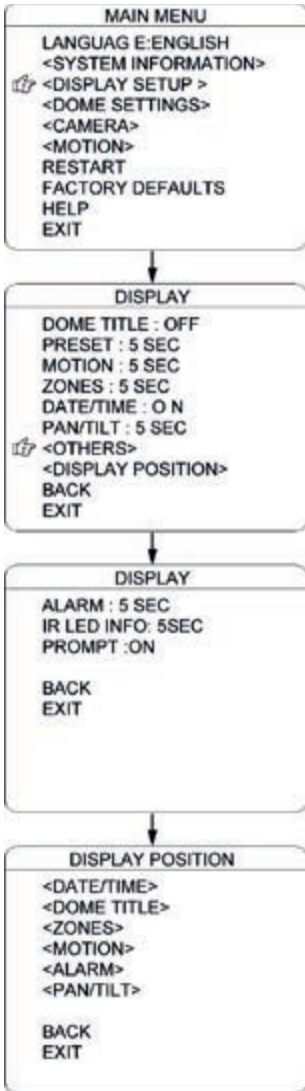 MAIN MENU
LANGUAG E:ENGLISH
<SYSTEM INFORMATION>
<DISPLAY SETUP >
<DOME SETTINGS>
<CAMERA>
<MOTION>
RESTART
FACTORY DEFAULTS
HELP
EXIT
DISPLAY
DOME TITLE : OFF
PRESET : 5 SEC
MOTION : 5 SEC
ZONES : 5 SEC
DATE/TIME : O N
PAN/TILT : 5 SEC
<OTHERS>
<DISPLAY POSITION>
BACK
EXIT
DISPLAY
ALARM : 5 SEC
IR LED INFO: 5SEC
PROMPT :ON
BACK
EXIT
DISPLAY POSITION
<DATE/TIME>
<DOME TITLE>
<ZONES>
<MOTION>
<ALARM>
<PAN/TILT>
BACK
EXIT